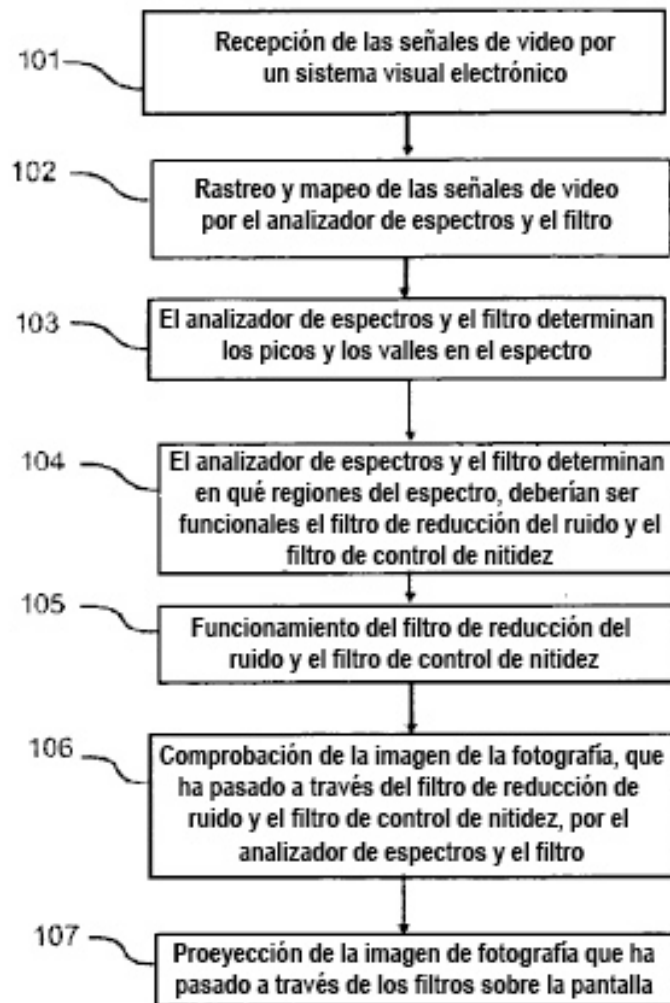 101
Recepción de las señales de video por
un sistema visual electrónico
102
Rastreo y mapeo de las señales de video
por el analizador de espectros y el filtro
103
El analizador de espectros y el filtro determinan
los picos y los valles en el espectro
104
El analizador de espectros y el filtro determinan
en qué regiones del espectro, deberían ser
funcionales el filtro de reducción del ruido y el
filtro de control de nitidez
105
Funcionamiento del filtro de reducción del
ruido y el filtro de control de nitidez
106
Comprobación de la imagen de la fotografía, que
ha pasado a través del filtro de reducción de
ruido y el filtro de control de nitidez, por el
analizador de espectros y el filtro
107
Proeyección de la imagen de fotografía que ha
pasado a través de los filtros sobre la pantalla